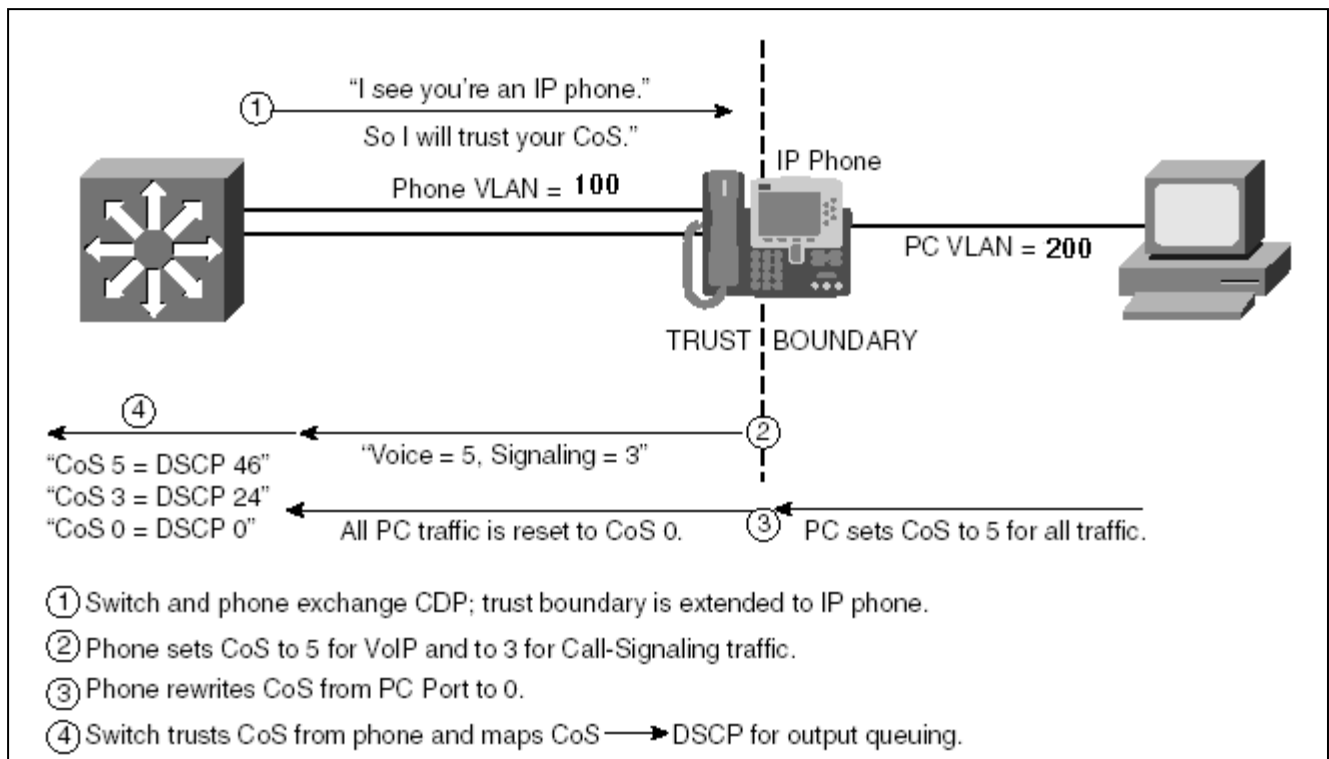 ① "I see you're an IP phone."
So I will trust your CoS."
IP Phone
Phone VLAN = 100
PC VLAN = 200
TRUST BOUNDARY
④
②
"Voice = 5, Signaling = 3"
"CoS 5 = DSCP 46"
"CoS 3 = DSCP 24"
"CoS 0 = DSCP 0"
All PC traffic is reset to CoS 0.
③
PC sets CoS to 5 for all traffic.
① Switch and phone exchange CDP; trust boundary is extended to IP phone.
② Phone sets CoS to 5 for VoIP and to 3 for Call-Signaling traffic.
③ Phone rewrites CoS from PC Port to 0.
④ Switch trusts CoS from phone and maps CoS → DSCP for output queuing.